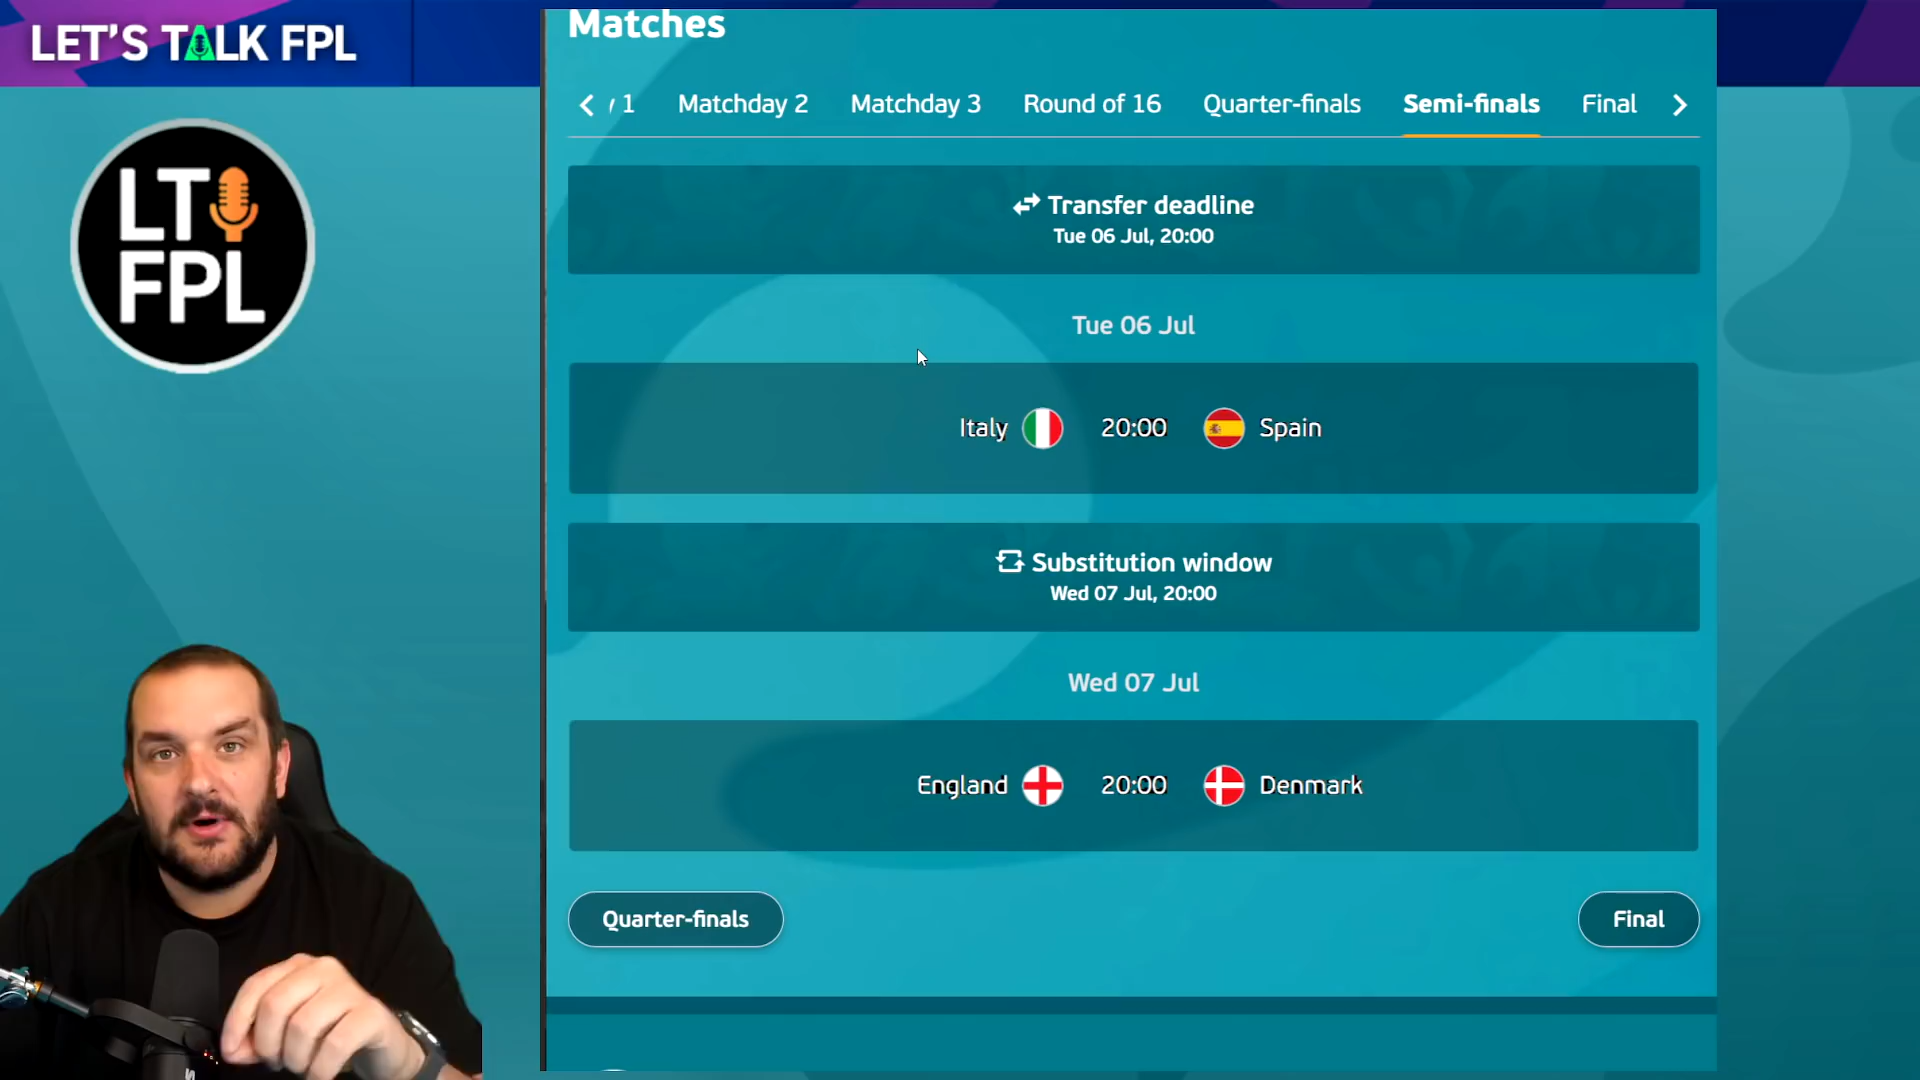 LET'S TALK FPL
LT
FPL
Matches
y 1 Matchday 2 Matchday 3 Round of 16 Quarter-finals Semi-finals Final
Transfer deadline
Tue 06 Jul, 20:00
Tue 06 Jul
Italy 20:00 Spain
Substitution window
Wed 07 Jul, 20:00
Wed 07 Jul
England 20:00 Denmark
Quarter-finals Final